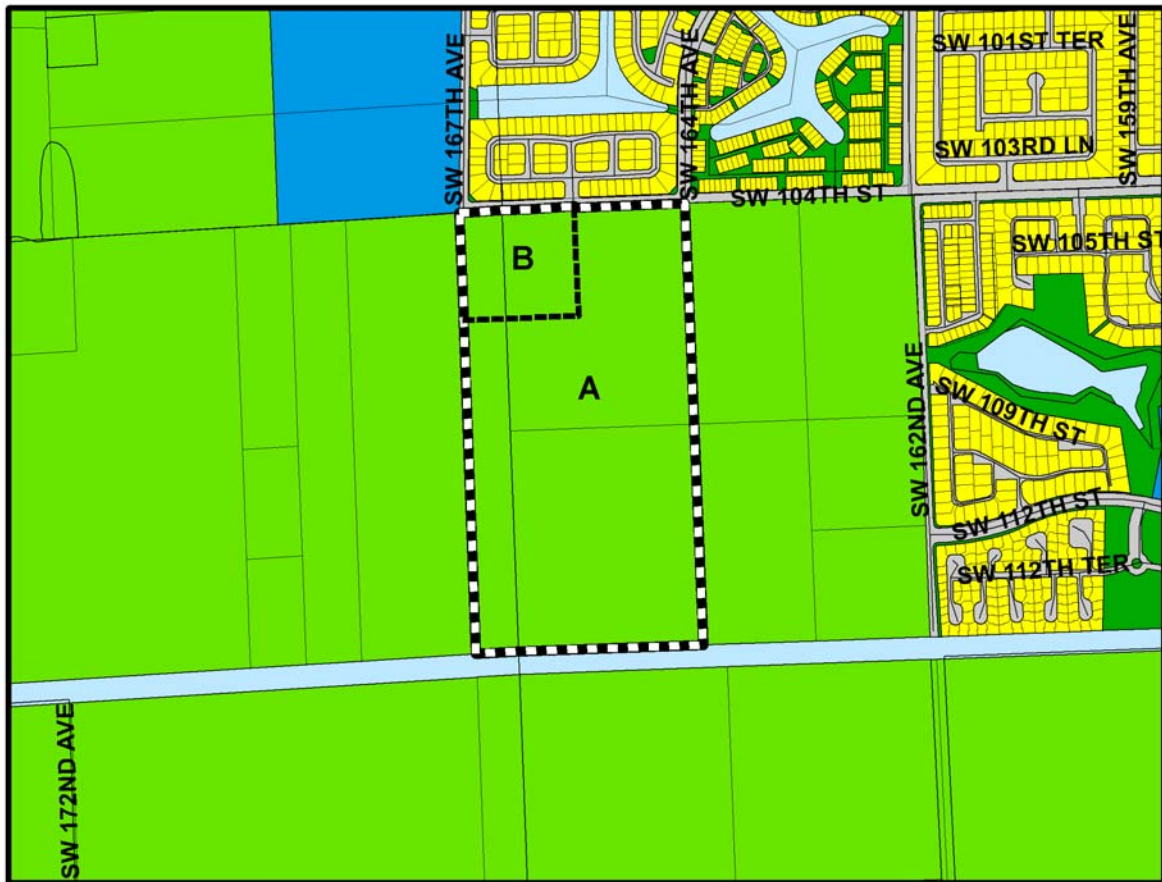 SW 167TH AVE
SW 164TH AVE
SW 101ST TER
SW 159TH AVE
SW 103RD LN
SW 104TH ST
B
SW 105TH ST
A
SW 162ND AVE
SW 109TH ST
SW 112TH ST
SW 112TH TER
SW 172ND AVE